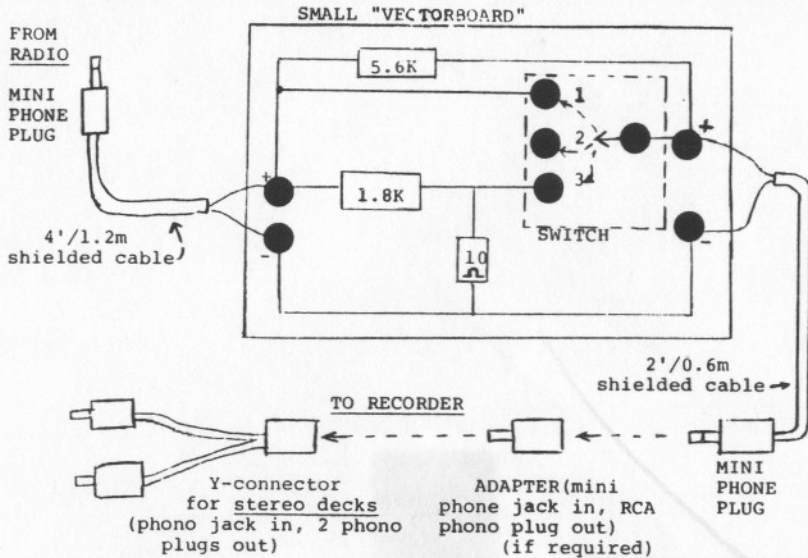 SMALL "VECTORBOARD"
FROM
RADIO
MINI
PHONE
PLUG
4'/1.2m
shielded cable
5.6K
1
2
3
+
1.8K
10
-
SWITCH
+
-
2'/0.6m
shielded cable
TO RECORDER
Y-connector
for stereo decks
(phono jack in, 2 phono
plugs out)
ADAPTER(mini
phone jack in, RCA
phono plug out)
(if required)
MINI
PHONE
PLUG